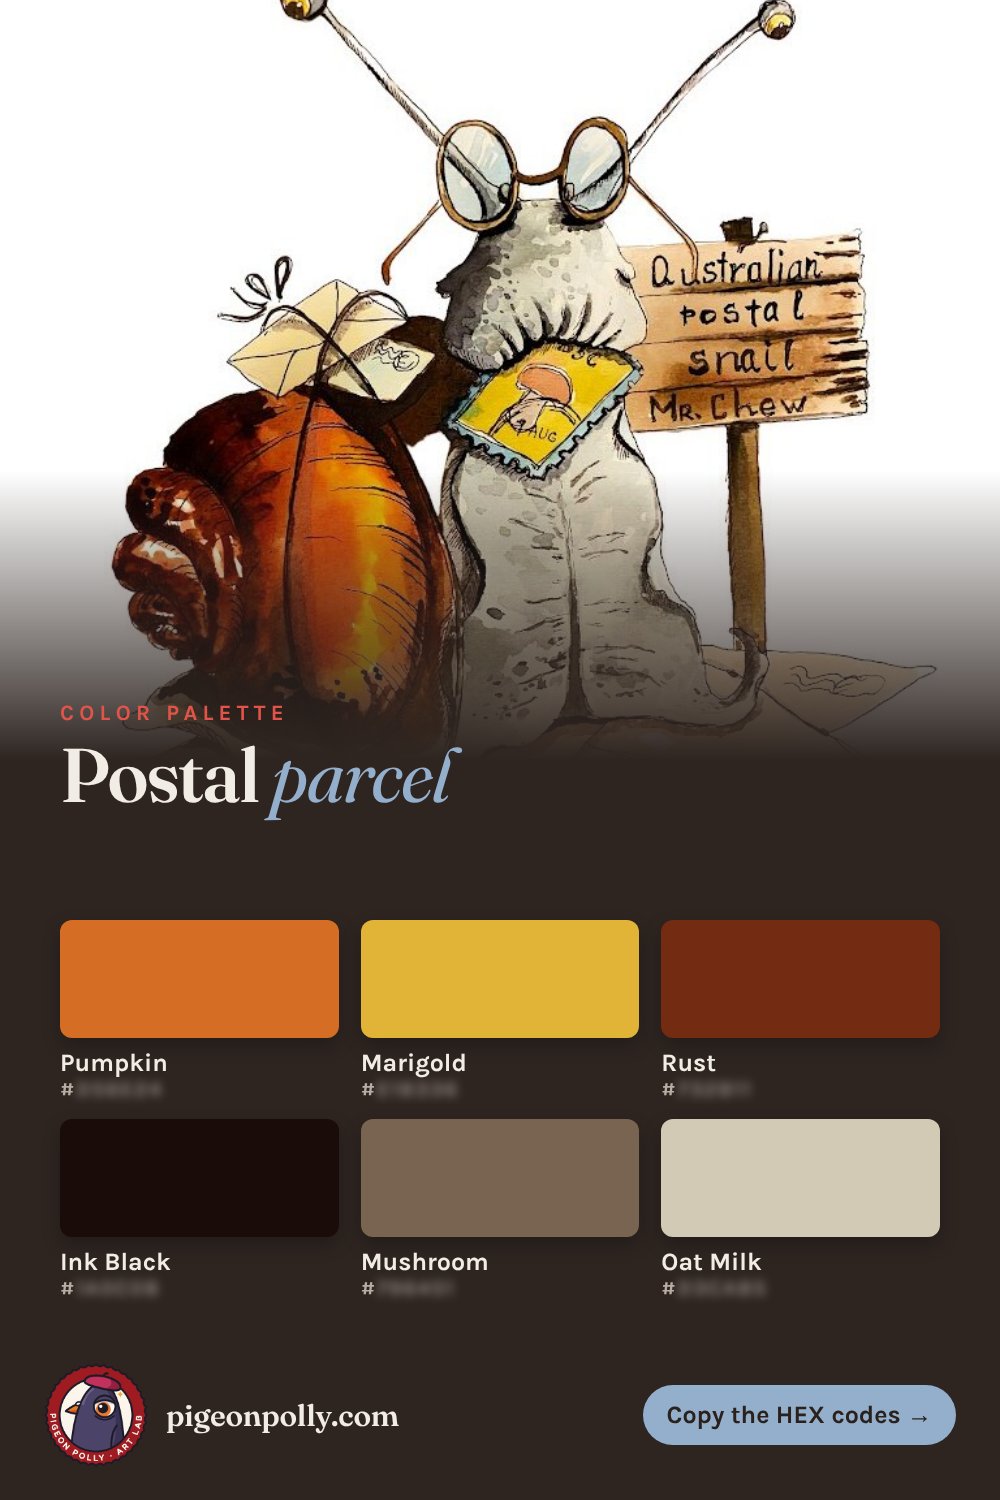 Australian
postal
snail
Mr. Chew
AUG
COLOR PALETTE
Postal parcel
Pumpkin
#
Marigold
#
Rust
#
Ink Black
#
Mushroom
#
Oat Milk
#
PIGEON POLLY · ART LAB
pigeonpolly.com
Copy the HEX codes →